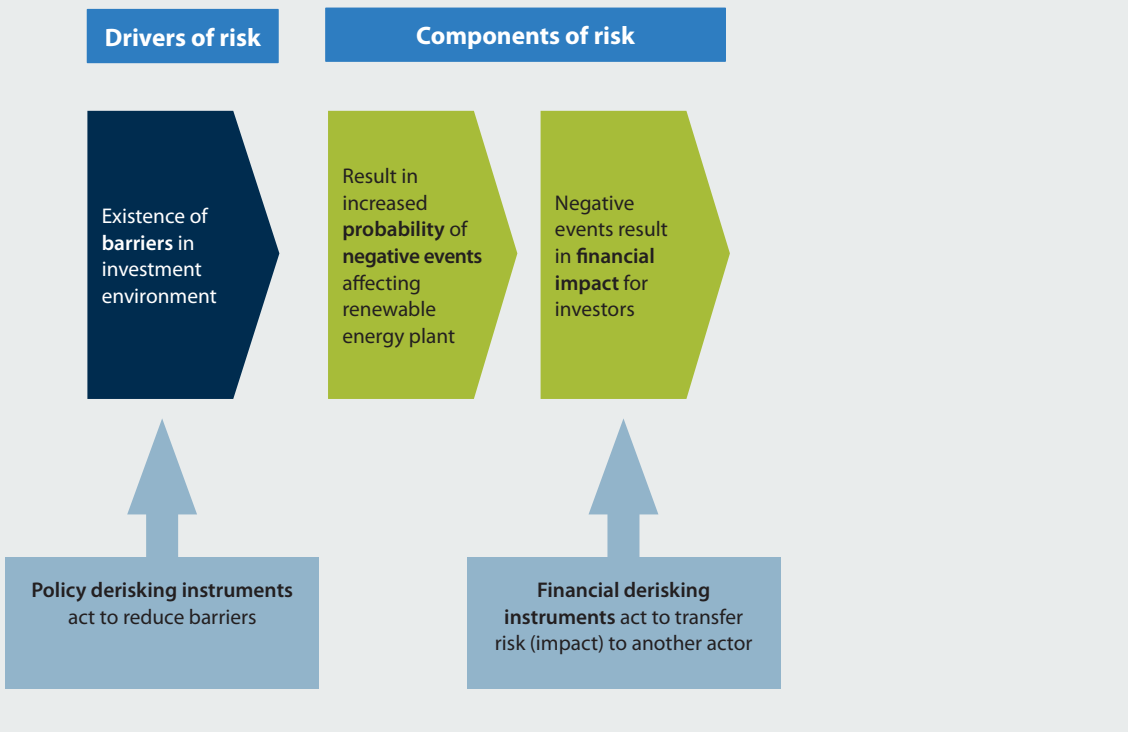 Drivers of risk
Components of risk
Existence of
barriers in
investment
environment
Result in
increased
probability of
negative events
affecting
renewable
energy plant
Negative
events result
in financial
impact for
investors
Policy derisking instruments
act to reduce barriers
Financial derisking
instruments act to transfer
risk (impact) to another actor